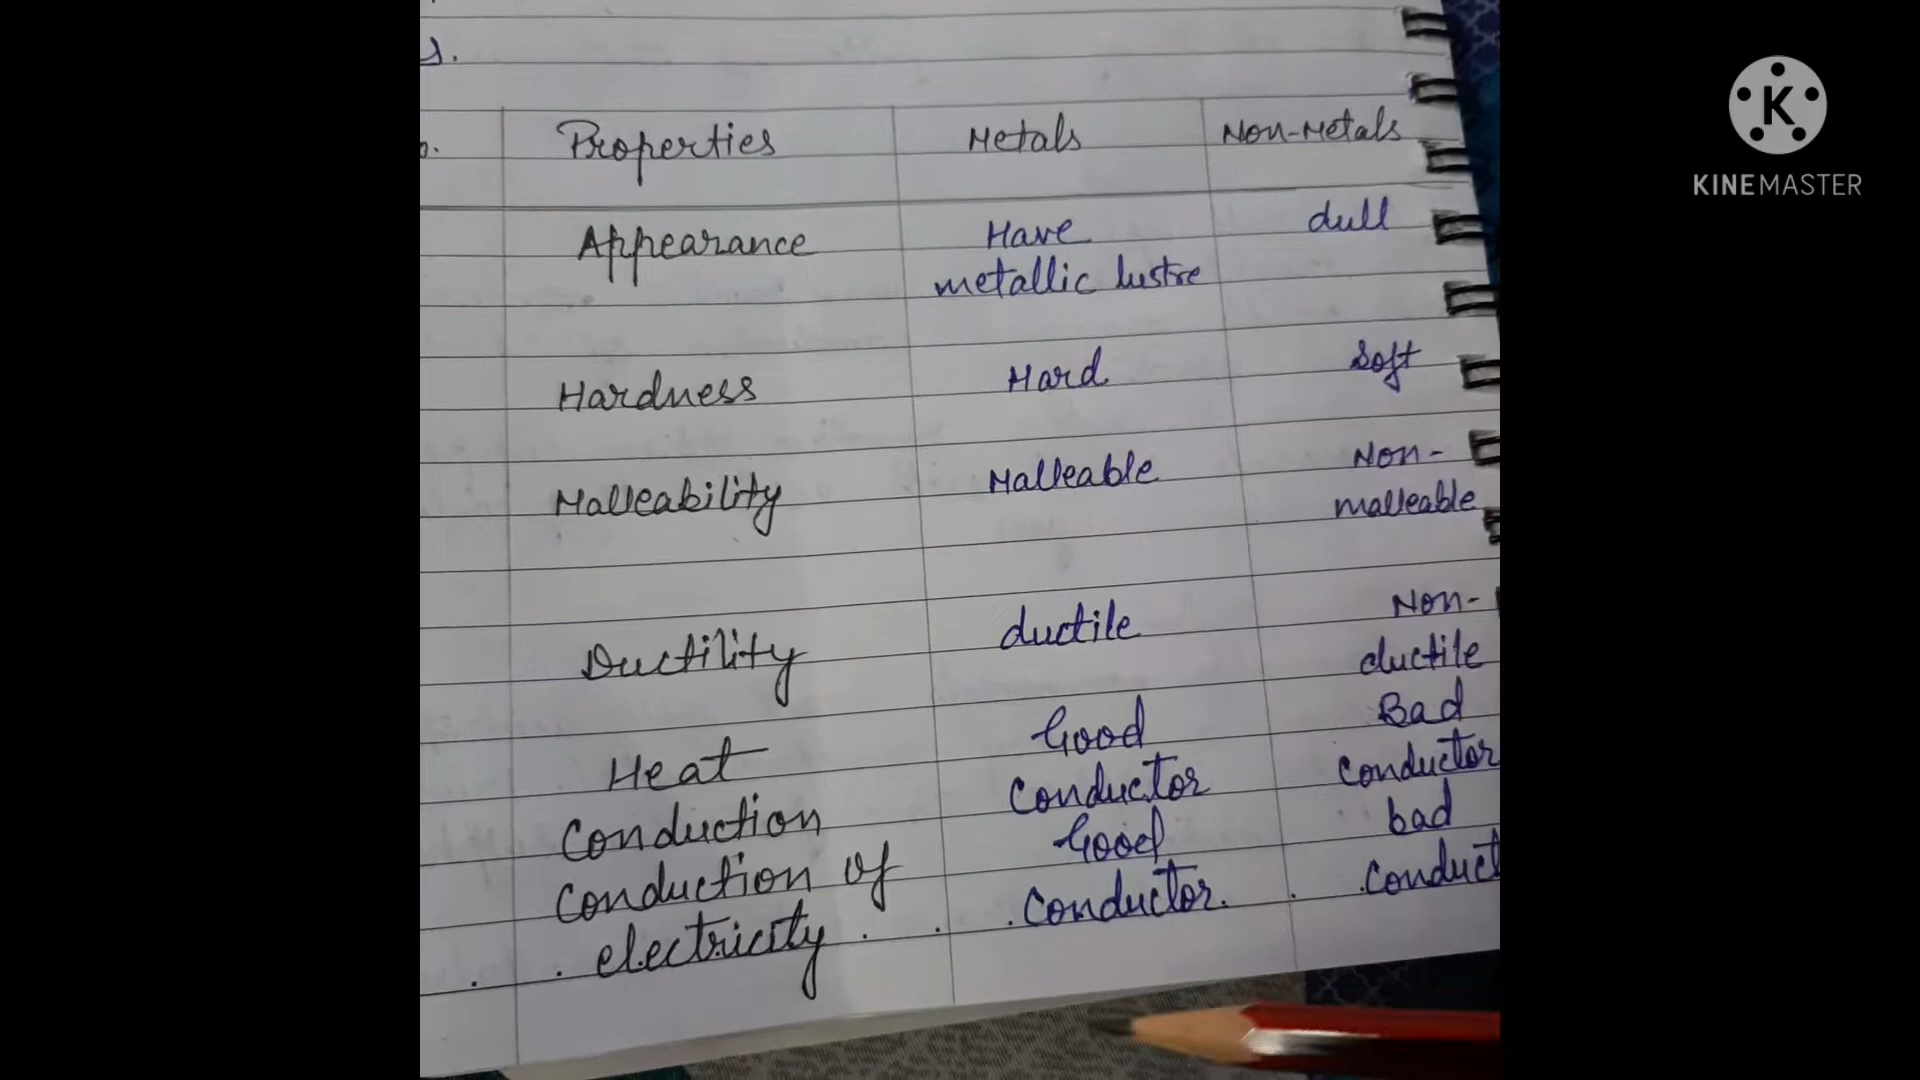 s.
o. Properties Metals Non-Metals
Appearance Have dull
metallic lustre
Hardness Hard soft
Malleability Malleable Non-
malleable
Ductility ductile Non-
ductile
Heat Good Bad
Conduction Conductor Conductor
Conduction of Good bad
electricity. Conductor. Conduct
K
KINEMASTER